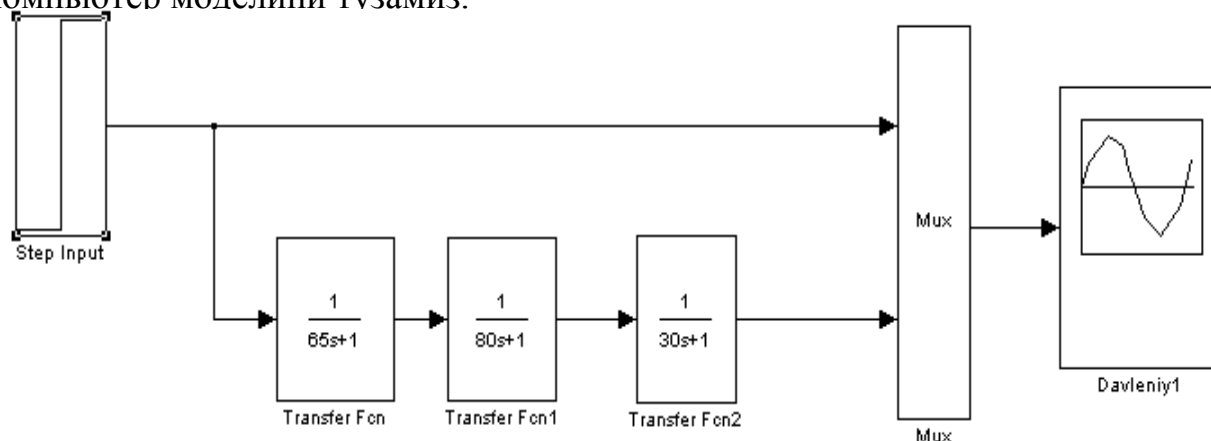 компьютер моделини тузамиз.
Step Input
1
65s+1
Transfer Fcn
1
80s+1
Transfer Fcn1
1
30s+1
Transfer Fcn2
Mux
Mux
Davleniy1